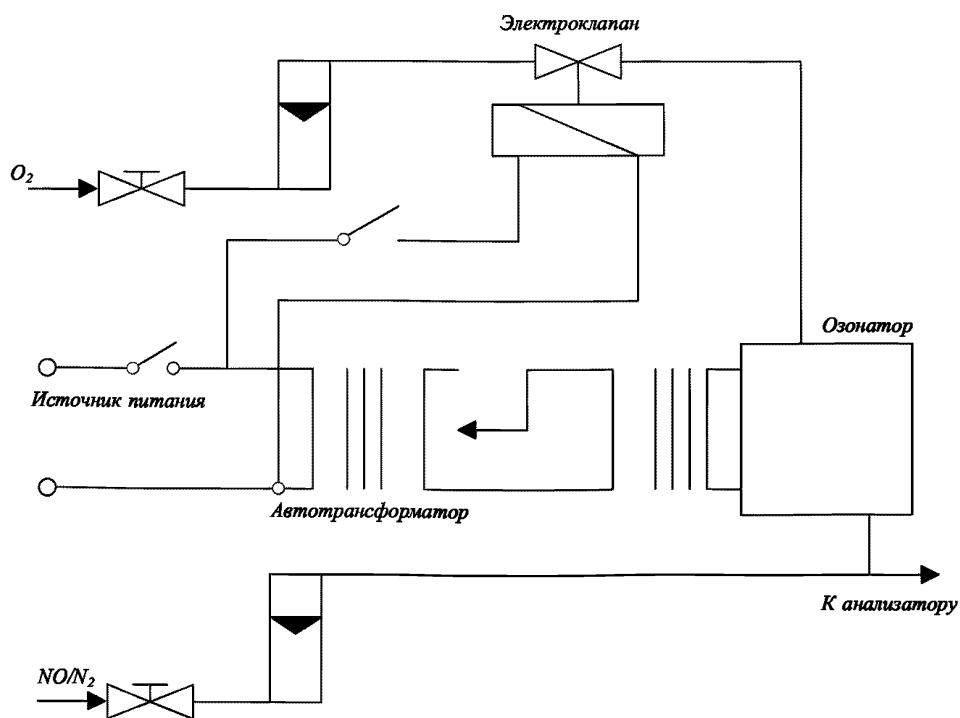 Электроклапан
O₂
Озонатор
Источник питания
Автотрансформатор
К анализатору
NO/N₂